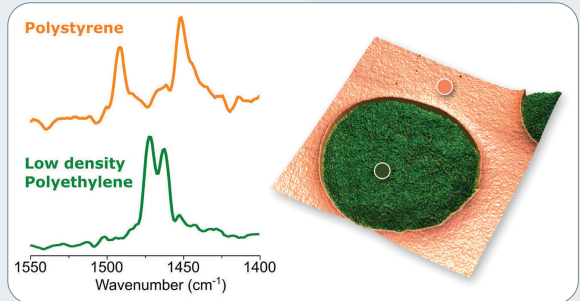 Polystyrene
Low density
Polyethylene
1550 1500 1450 1400
Wavenumber (cm⁻¹)